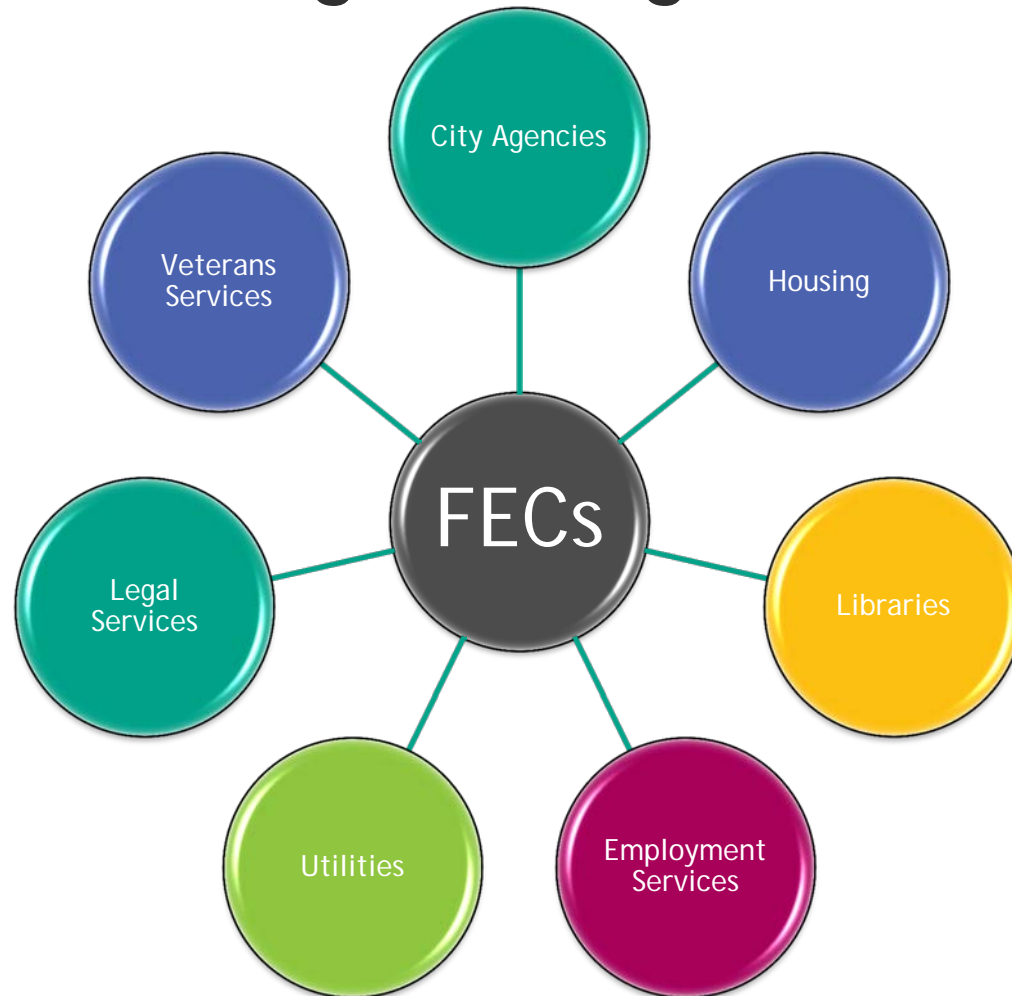 City Agencies
Veterans
Services
Housing
FECs
Legal
Services
Libraries
Utilities
Employment
Services